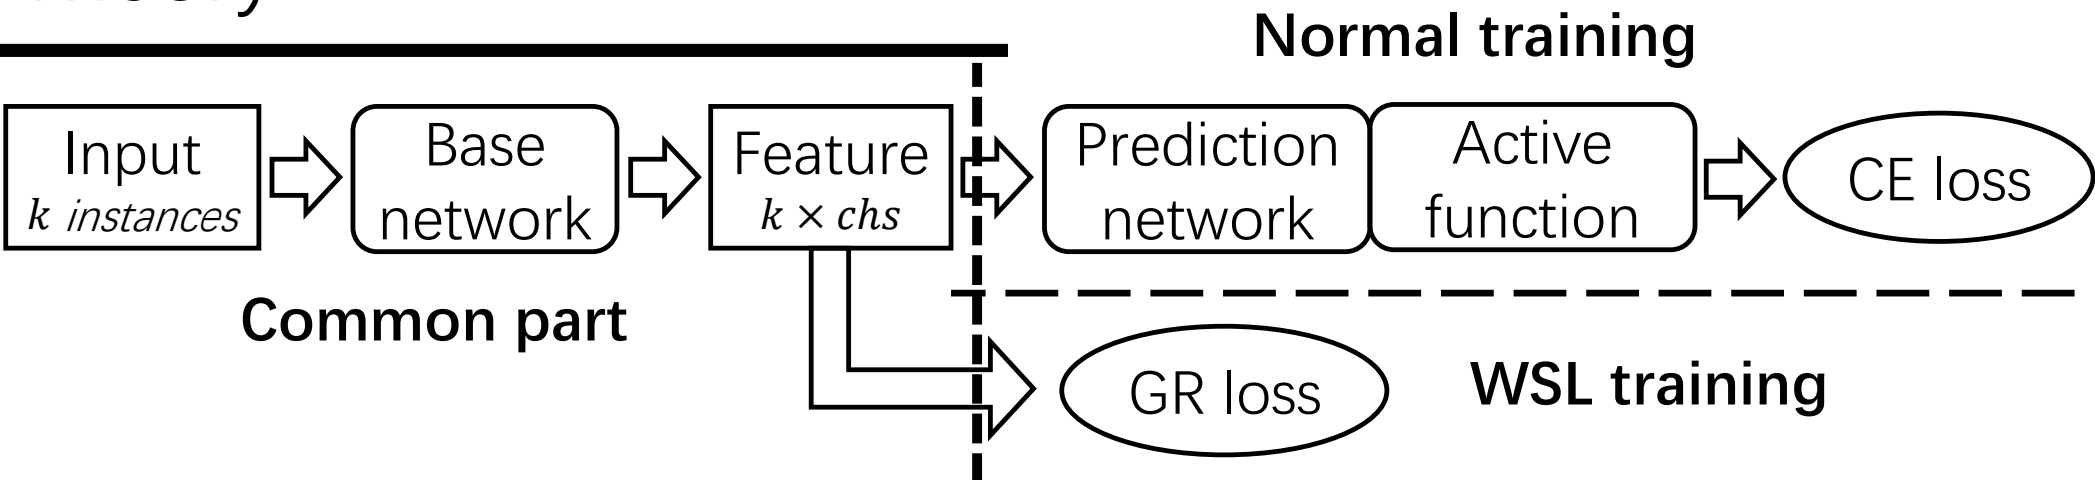 Normal training
Input
k instances
Base
network
Feature
k × chs
Prediction
network
Active
function
CE loss
Common part
GR loss
WSL training